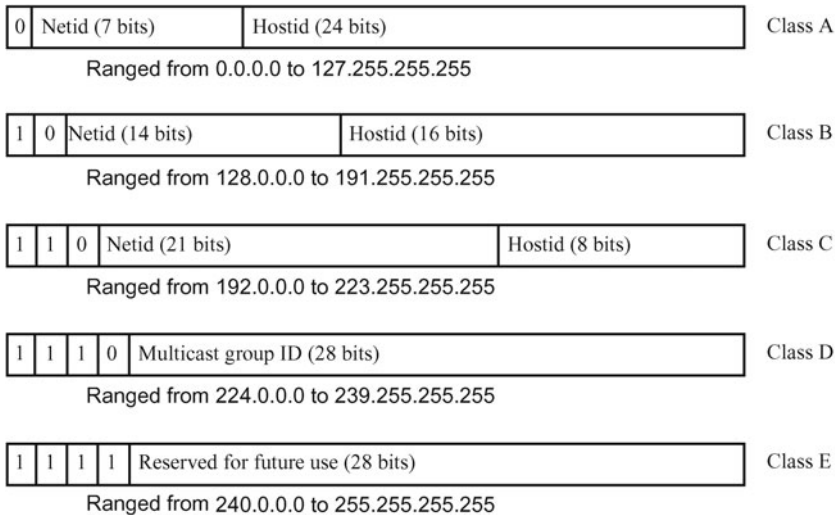 0 Netid (7 bits) Hostid (24 bits) Class A
Ranged from 0.0.0.0 to 127.255.255.255
1 0 Netid (14 bits) Hostid (16 bits) Class B
Ranged from 128.0.0.0 to 191.255.255.255
1 1 0 Netid (21 bits) Hostid (8 bits) Class C
Ranged from 192.0.0.0 to 223.255.255.255
1 1 1 0 Multicast group ID (28 bits) Class D
Ranged from 224.0.0.0 to 239.255.255.255
1 1 1 1 Reserved for future use (28 bits) Class E
Ranged from 240.0.0.0 to 255.255.255.255